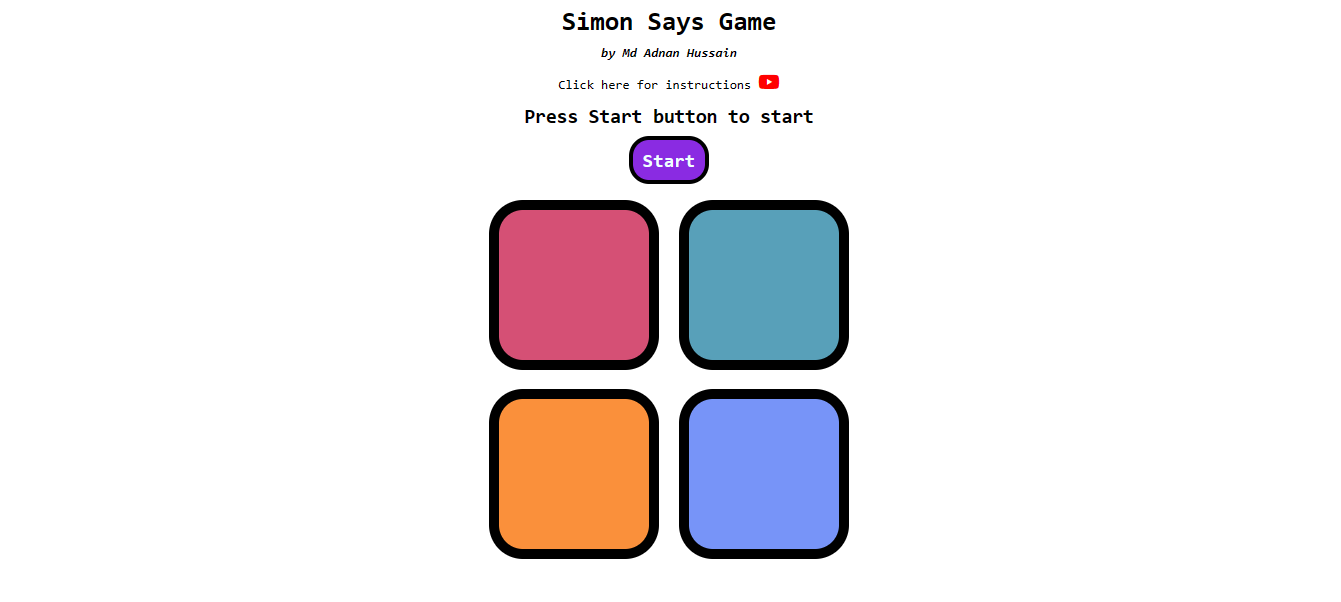 Simon Says Game
by Md Adnan Hussain
Click here for instructions
Press Start button to start
Start